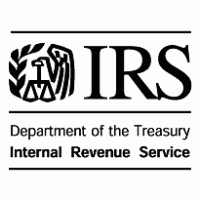 IRS
Department of the Treasury
Internal Revenue Service